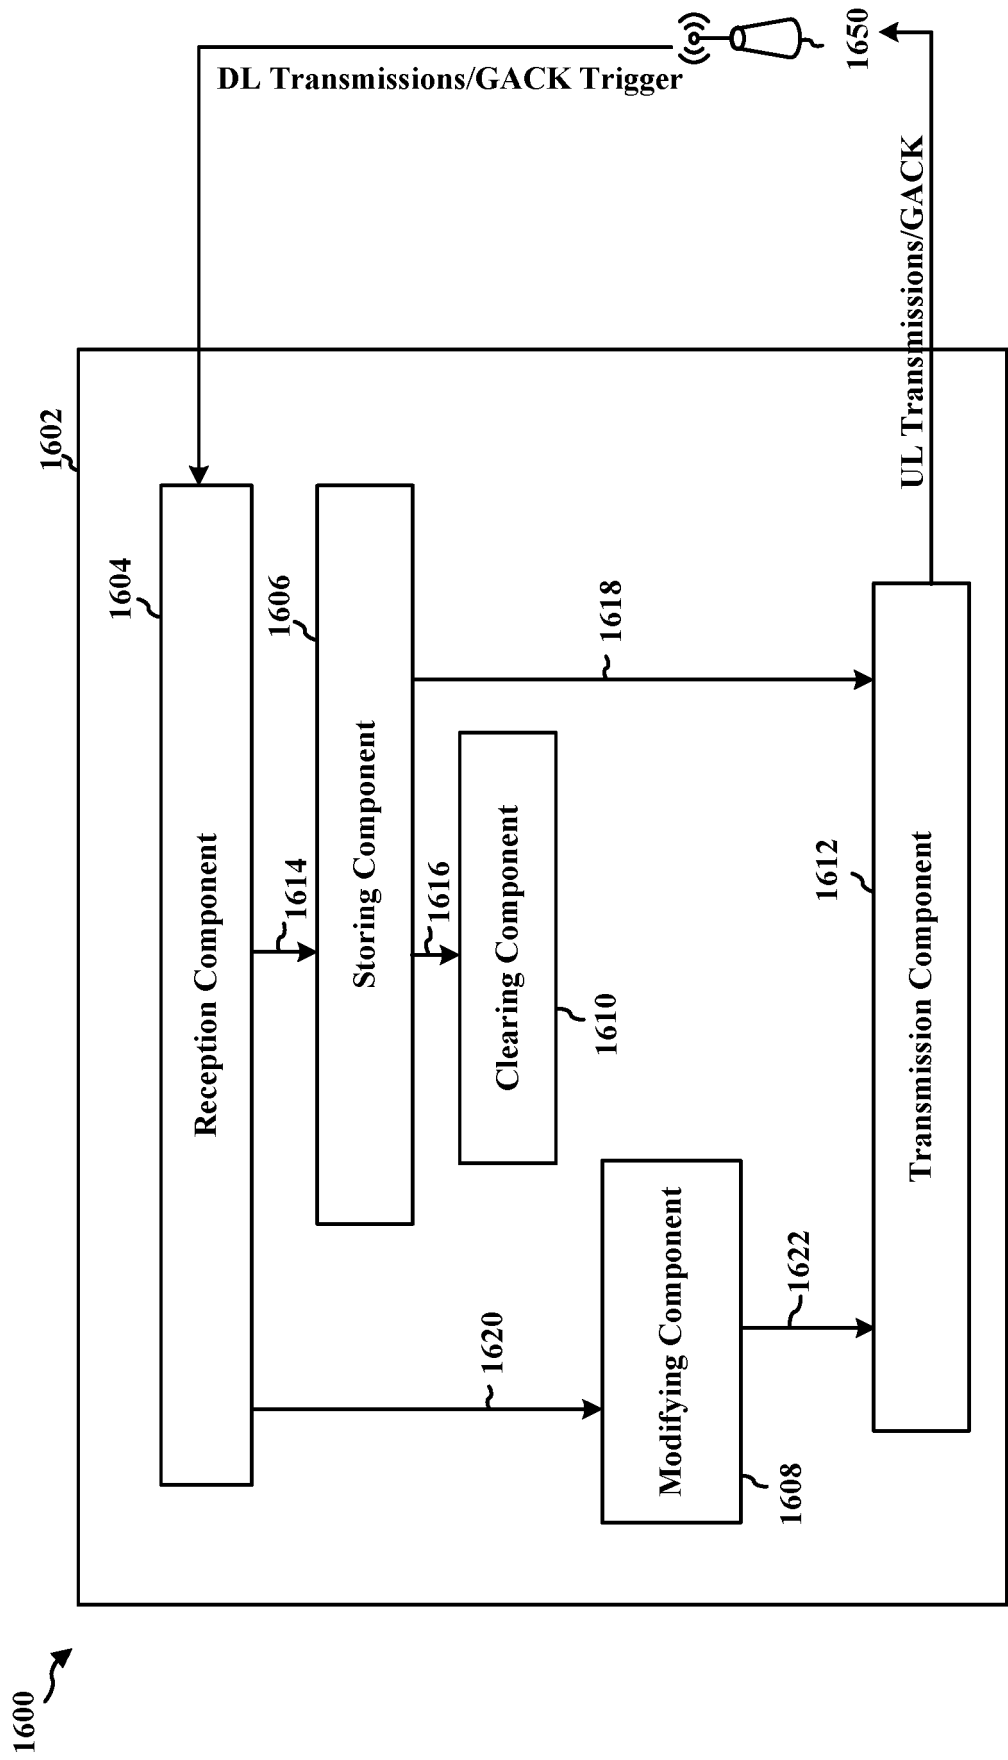 1600
1602
DL Transmissions/GACK Trigger
1650
UL Transmissions/GACK
1604
Reception Component
1614
1606
Storing Component
1616
1618
Clearing Component
1610
1620
Modifying Component
1608
1622
1612
Transmission Component